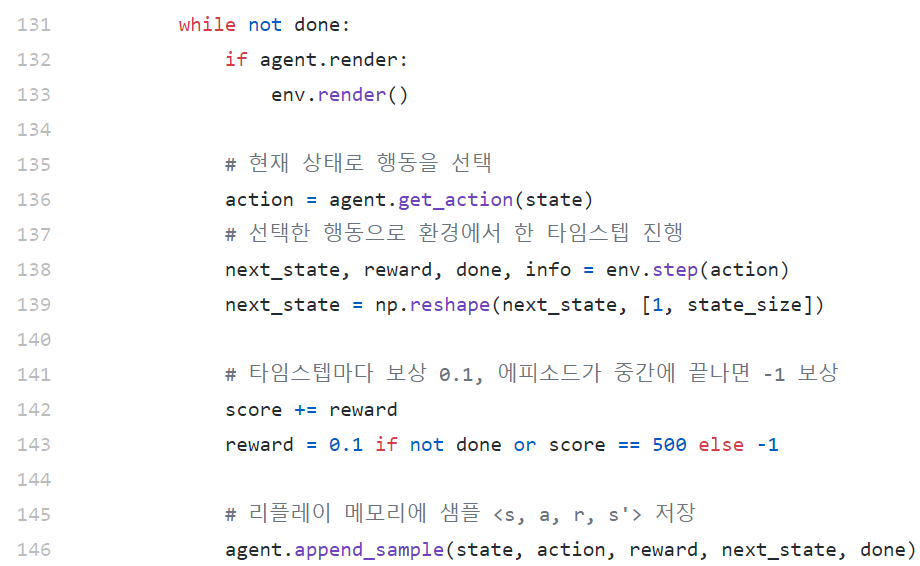 131 while not done:
132 if agent.render:
133 env.render()
134
135 # 현재 상태로 행동을 선택
136 action = agent.get_action(state)
137 # 선택한 행동으로 환경에서 한 타임스텝 진행
138 next_state, reward, done, info = env.step(action)
139 next_state = np.reshape(next_state, [1, state_size])
140
141 # 타임스텝마다 보상 0.1, 에피소드가 중간에 끝나면 -1 보상
142 score += reward
143 reward = 0.1 if not done or score == 500 else -1
144
145 # 리플레이 메모리에 샘플 <s, a, r, s'> 저장
146 agent.append_sample(state, action, reward, next_state, done)